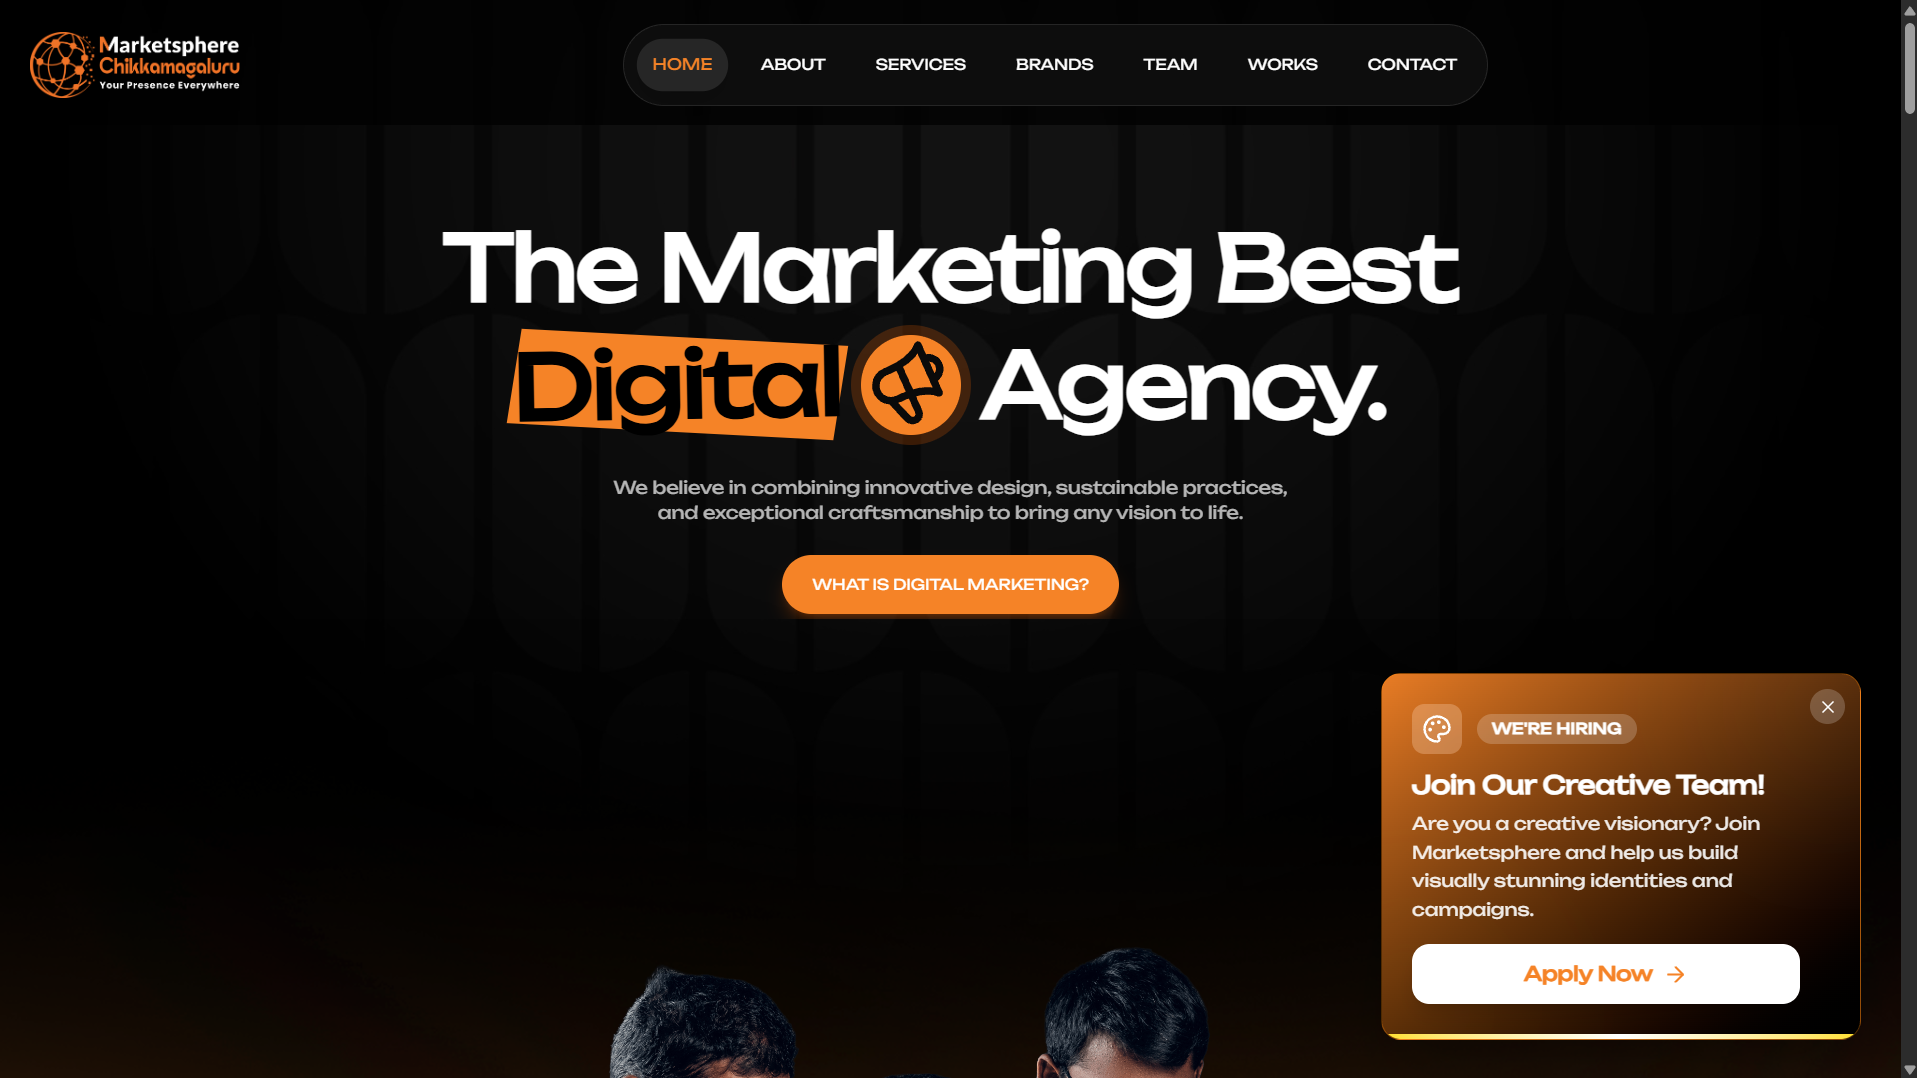 Marketsphere
Chikkamagaluru
Your Presence Everywhere
HOME
ABOUT
SERVICES
BRANDS
TEAM
WORKS
CONTACT
The Marketing Best
Digital Agency.
We believe in combining innovative design, sustainable practices,
and exceptional craftsmanship to bring any vision to life.
WHAT IS DIGITAL MARKETING?
WE'RE HIRING
Join Our Creative Team!
Are you a creative visionary? Join
Marketsphere and help us build
visually stunning identities and
campaigns.
Apply Now